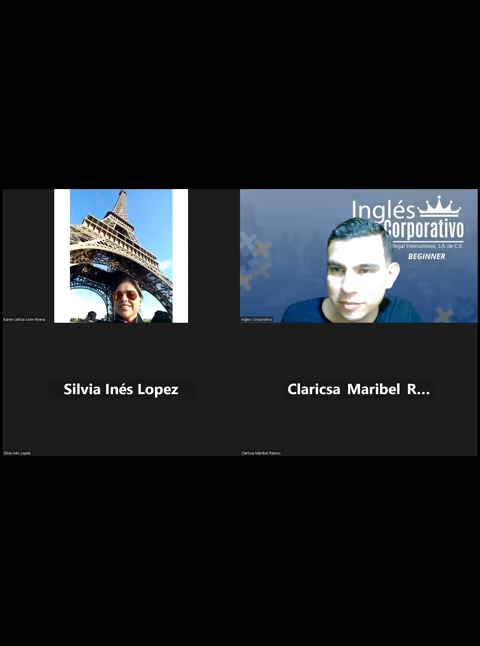 Inglés
Corporativo
Regal International, S.A. de C.V.
BEGINNER
Karen Leticia León Rivera
Inglés Corporativo
Silvia Inés Lopez
Claricsa Maribel R...
Silvia Inés Lopez
Claricsa Maribel Ramos